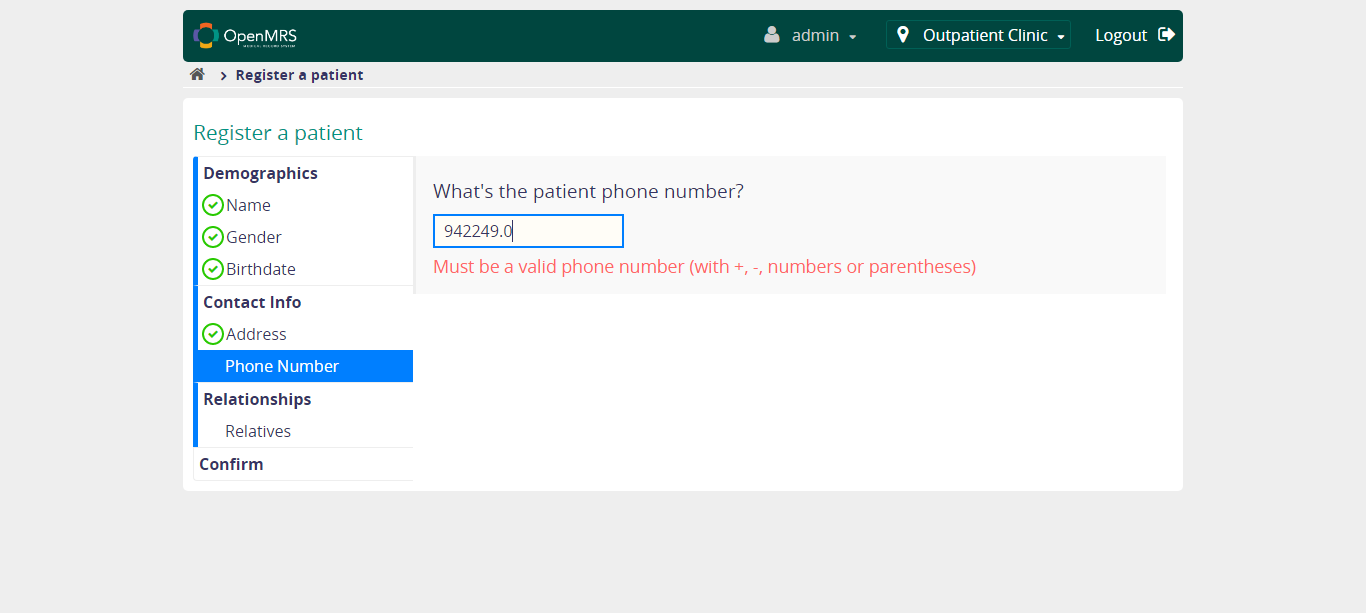 OpenMRS
MEDICAL RECORD SYSTEM
admin
Outpatient Clinic
Logout
Register a patient
Register a patient
Demographics
Name
Gender
Birthdate
Contact Info
Address
Phone Number
Relationships
Relatives
Confirm
What's the patient phone number?
942249.0
Must be a valid phone number (with +, -, numbers or parentheses)